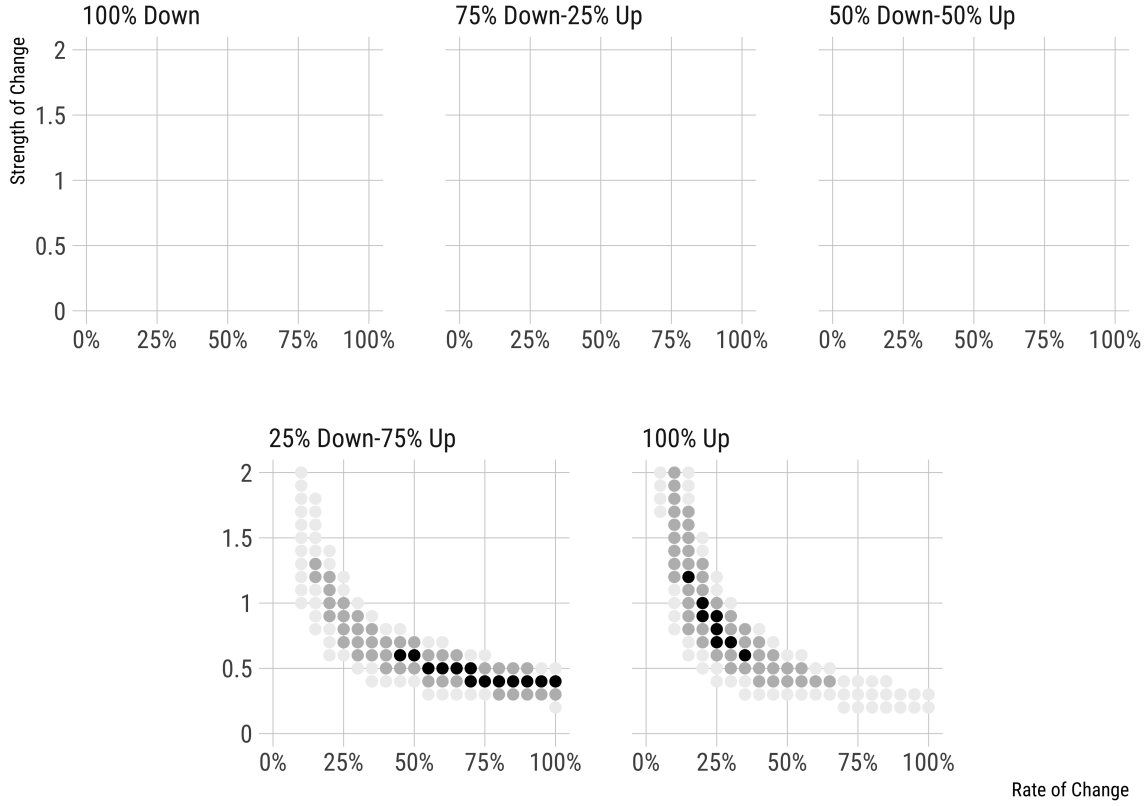 100% Down
75% Down-25% Up
50% Down-50% Up
Strength of Change
2
1.5
1
0.5
0
0% 25% 50% 75% 100%
0% 25% 50% 75% 100%
0% 25% 50% 75% 100%
25% Down-75% Up
100% Up
2
1.5
1
0.5
0
0% 25% 50% 75% 100%
0% 25% 50% 75% 100%
Rate of Change